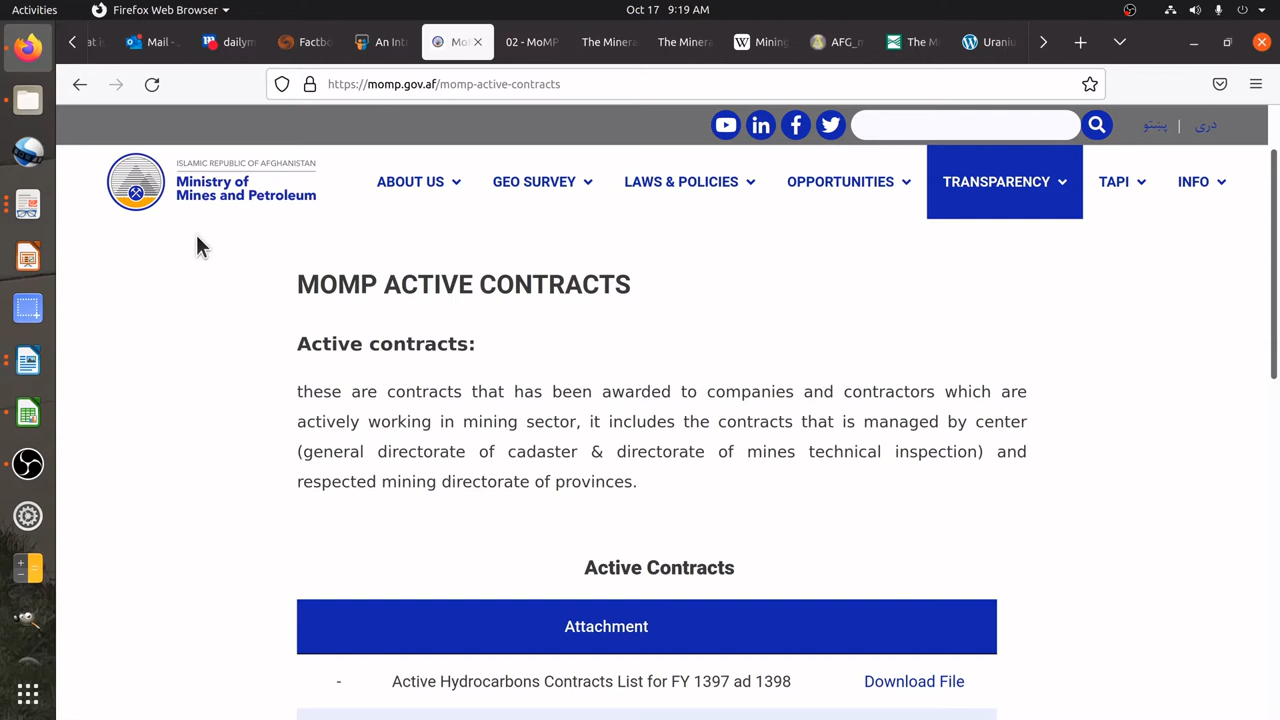 Activities
Firefox Web Browser
Oct 17 9:19 AM
at is
Mail -
dailym
Factbo
An Int
Mo
02 - MoMP
The Minera
The Minera
Mining
AFG_m
The M
Uraniu
https://momp.gov.af/momp-active-contracts
پښتو | دری
ISLAMIC REPUBLIC OF AFGHANISTAN
Ministry of
Mines and Petroleum
ABOUT US
GEO SURVEY
LAWS & POLICIES
OPPORTUNITIES
TRANSPARENCY
TAPI
INFO
MOMP ACTIVE CONTRACTS
Active contracts:
these are contracts that has been awarded to companies and contractors which are
actively working in mining sector, it includes the contracts that is managed by center
(general directorate of cadaster & directorate of mines technical inspection) and
respected mining directorate of provinces.
Active Contracts
Attachment
- Active Hydrocarbons Contracts List for FY 1397 ad 1398 Download File